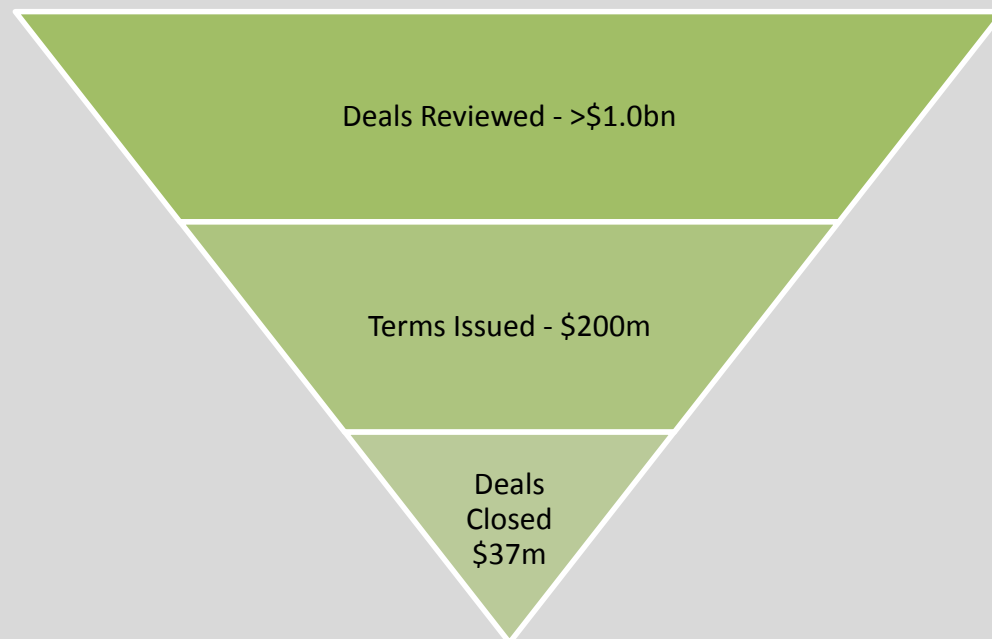 Deals Reviewed - >$1.0bn
Terms Issued - $200m
Deals
Closed
$37m